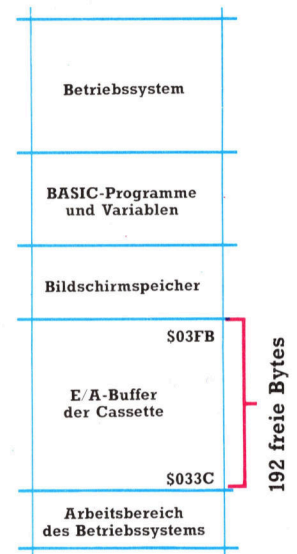 Betriebssystem
BASIC-Programme
und Variablen
Bildschirmspeicher
$03FB
E/A-Buffer
der Cassette
192 freie Bytes
$033C
Arbeitsbereich
des Betriebssystems